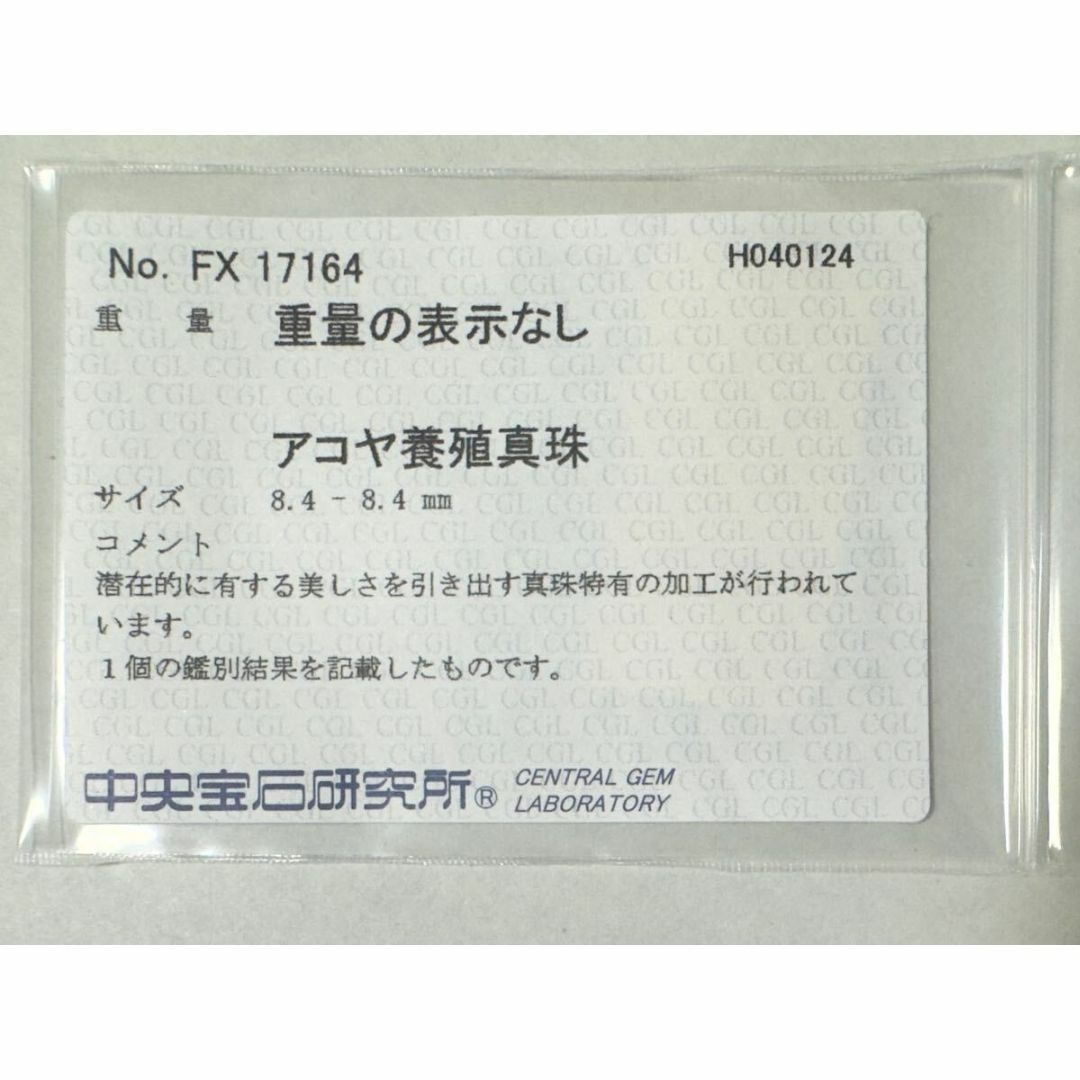 No. FX 17164
H040124
重　量　重量の表示なし
アコヤ養殖真珠
サイズ　8.4 - 8.4 mm
コメント
潜在的に有する美しさを引き出す真珠特有の加工が行われて
います。
１個の鑑別結果を記載したものです。
中央宝石研究所® CENTRAL GEM
LABORATORY